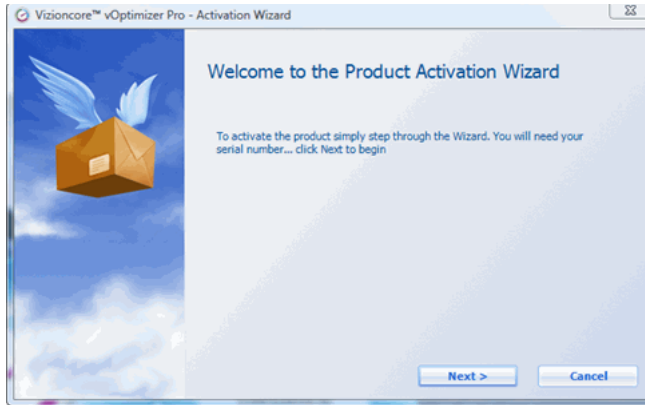 Vizioncore™ vOptimizer Pro - Activation Wizard
Welcome to the Product Activation Wizard
To activate the product simply step through the Wizard. You will need your
serial number... click Next to begin
Next >
Cancel